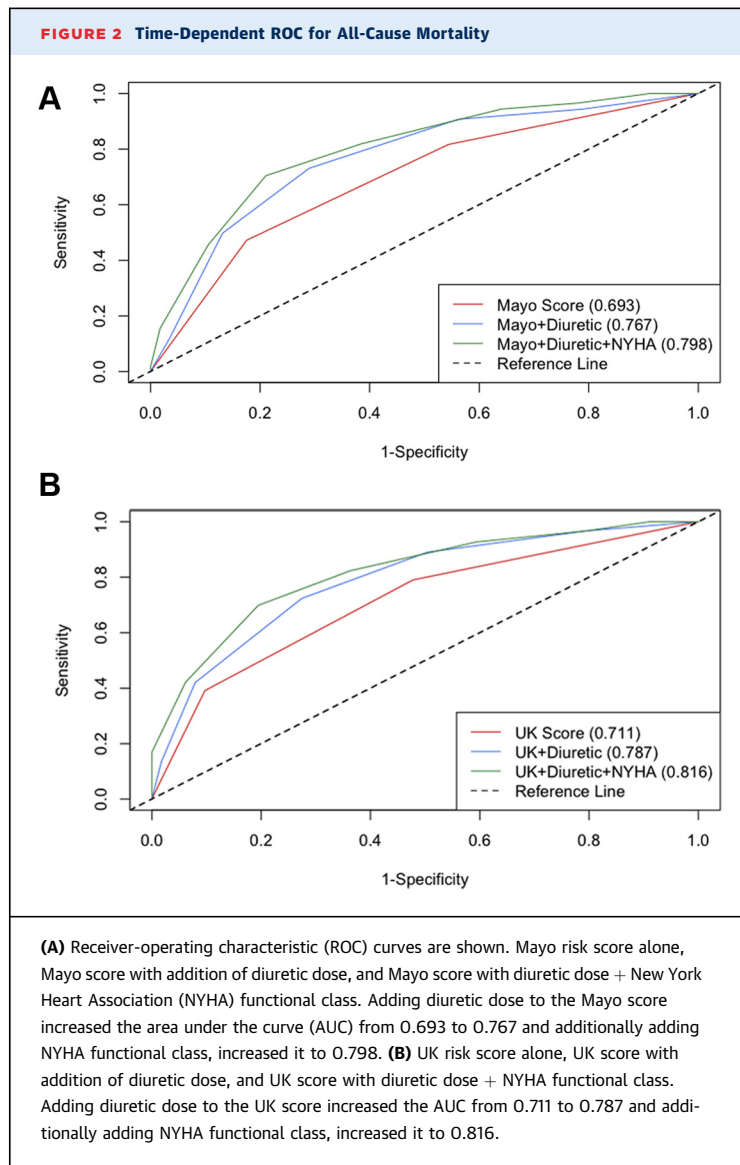 FIGURE 2 Time-Dependent ROC for All-Cause Mortality
A
1.0
0.8
0.6
0.4
0.2
0.0
Sensitivity
Mayo Score (0.693)
Mayo+Diuretic (0.767)
Mayo+Diuretic+NYHA (0.798)
Reference Line
0.0 0.2 0.4 0.6 0.8 1.0
1-Specificity
B
1.0
0.8
0.6
0.4
0.2
0.0
Sensitivity
UK Score (0.711)
UK+Diuretic (0.787)
UK+Diuretic+NYHA (0.816)
Reference Line
0.0 0.2 0.4 0.6 0.8 1.0
1-Specificity
(A) Receiver-operating characteristic (ROC) curves are shown. Mayo risk score alone,
Mayo score with addition of diuretic dose, and Mayo score with diuretic dose + New York
Heart Association (NYHA) functional class. Adding diuretic dose to the Mayo score
increased the area under the curve (AUC) from 0.693 to 0.767 and additionally adding
NYHA functional class, increased it to 0.798. (B) UK risk score alone, UK score with
addition of diuretic dose, and UK score with diuretic dose + NYHA functional class.
Adding diuretic dose to the UK score increased the AUC from 0.711 to 0.787 and addi-
tionally adding NYHA functional class, increased it to 0.816.